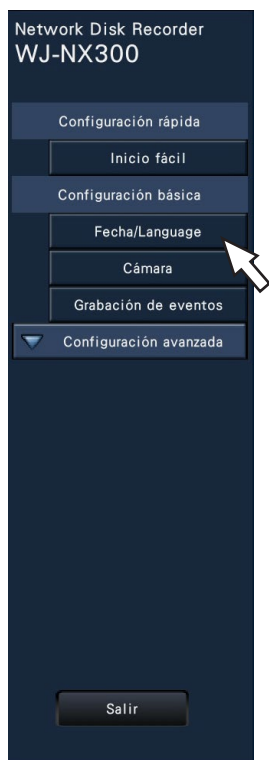 Network Disk Recorder
WJ-NX300
Configuración rápida
Inicio fácil
Configuración básica
Fecha/Language
Cámara
Grabación de eventos
Configuración avanzada
Salir